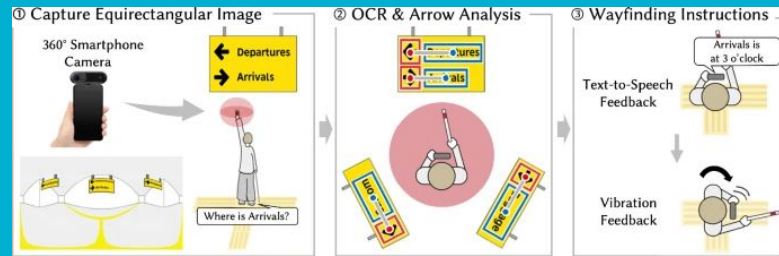 ① Capture Equirectangular Image
360° Smartphone
Camera
Departures
Arrivals
Where is Arrivals?
② OCR & Arrow Analysis
③ Wayfinding Instructions
Arrivals is
at 3 o'clock
Text-to-Speech
Feedback
Vibration
Feedback